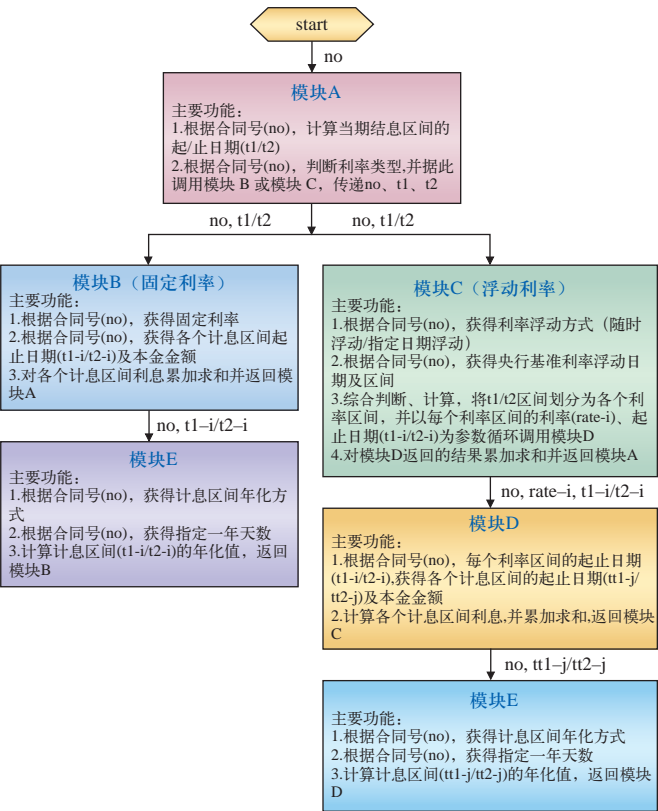 start
no
模块A
主要功能：
1.根据合同号(no)，计算当期结息区间的
起/止日期(t1/t2)
2.根据合同号(no)，判断利率类型,并据此
调用模块 B 或模块 C，传递no、t1、t2
no, t1/t2
no, t1/t2
模块B（固定利率）
主要功能：
1.根据合同号(no)，获得固定利率
2.根据合同号(no)，获得各个计息区间起
止日期(t1-i/t2-i)及本金金额
3.对各个计息区间利息累加求和并返回模
块A
no, t1–i/t2–i
模块E
主要功能：
1.根据合同号(no)，获得计息区间年化方
式
2.根据合同号(no)，获得指定一年天数
3.计算计息区间(t1-i/t2-i)的年化值，返回
模块B
模块C（浮动利率）
主要功能：
1.根据合同号(no)，获得利率浮动方式（随时
浮动/指定日期浮动）
2.根据合同号(no)，获得央行基准利率浮动日
期及区间
3.综合判断、计算，将t1/t2区间划分为各个利
率区间，并以每个利率区间的利率(rate-i)、起
止日期(t1-i/t2-i)为参数循环调用模块D
4.对模块D返回的结果累加求和并返回模块A
no, rate–i, t1–i/t2–i
模块D
主要功能：
1.根据合同号(no)，每个利率区间的起止日期
(t1-i/t2-i),获得各个计息区间的起止日期(tt1-j/
tt2-j)及本金金额
2.计算各个计息区间利息,并累加求和,返回模块
C
no, tt1–j/tt2–j
模块E
主要功能：
1.根据合同号(no)，获得计息区间年化方式
2.根据合同号(no)，获得指定一年天数
3.计算计息区间(tt1-j/tt2-j)的年化值，返回模块
D